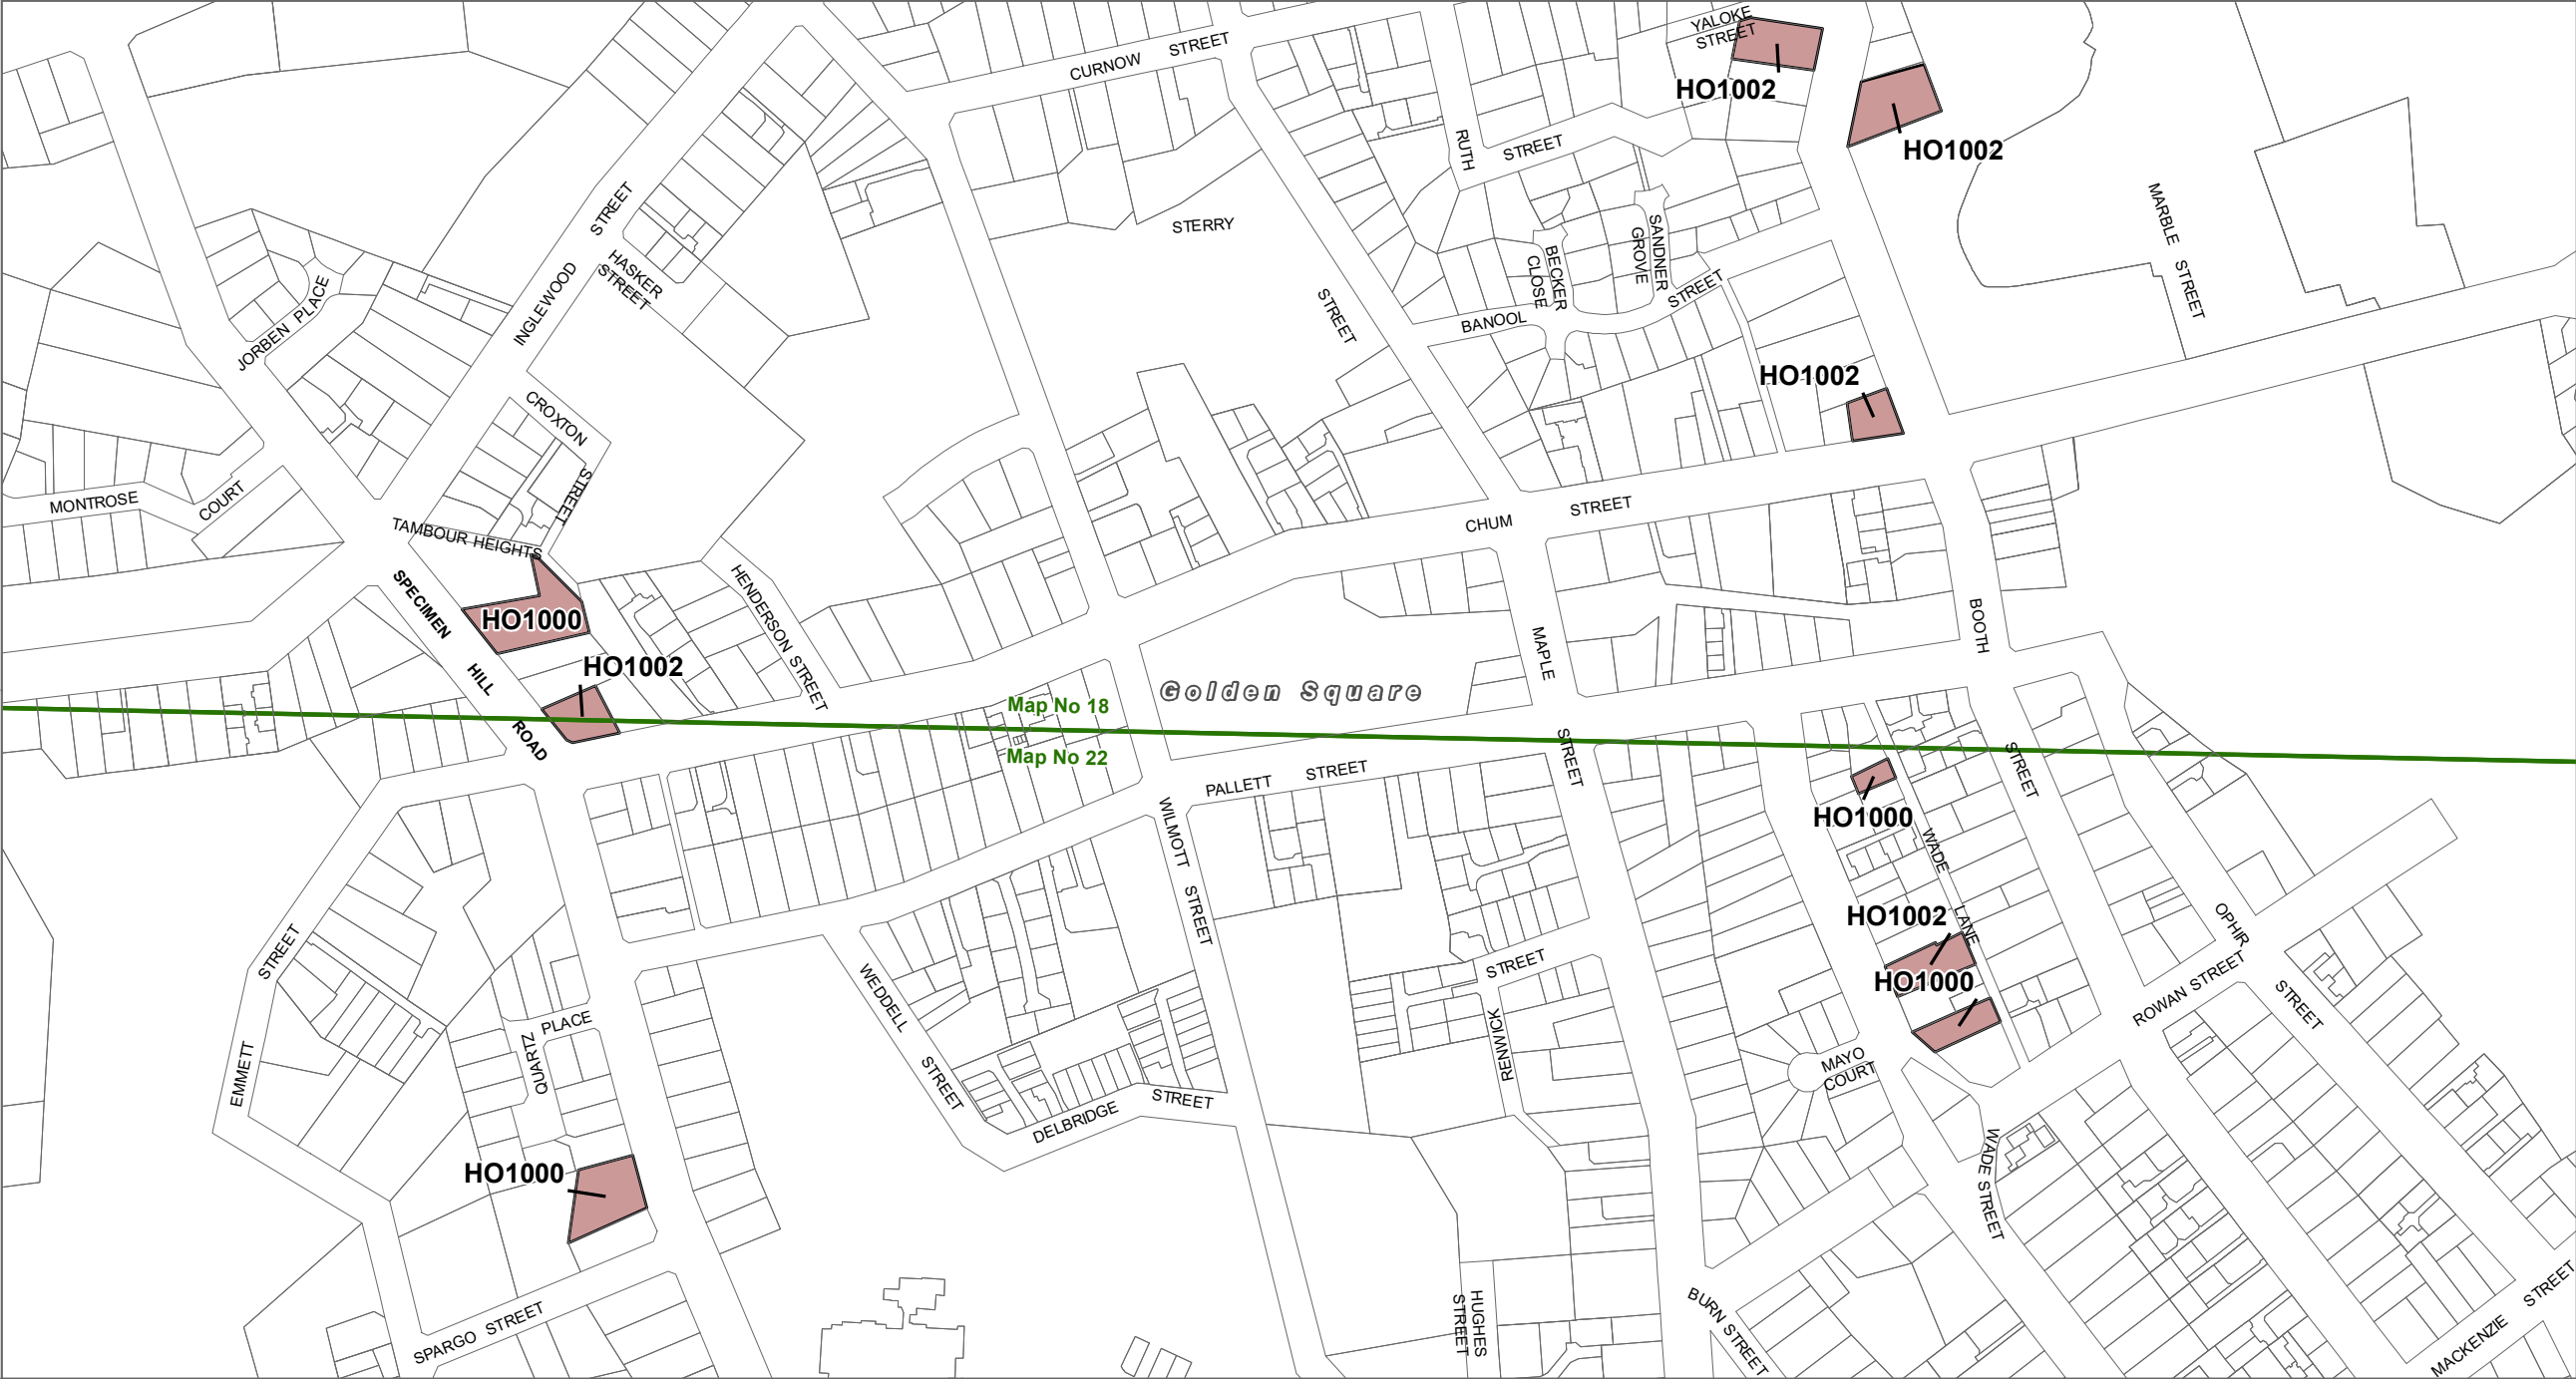 YALOKE
STREET
CURNOW STREET
HO1002
HO1002
RUTH
STREET
STREET
INGLEWOOD
HASKER
STREET
STERRY
STREET
SANDNER
GROVE
BECKER
CLOSE
BANOOL
STREET
MARBLE STREET
JORBEN PLACE
HO1002
CROXTON
STREET
MONTROSE
COURT
TAMBOUR HEIGHTS
CHUM STREET
SPECIMEN
HILL
ROAD
HO1000
HO1002
HENDERSON STREET
MAPLE
STREET
BOOTH
STREET
Golden Square
Map No 18
Map No 22
PALLETT STREET
WILMOTT STREET
HO1000
WADE
LANE
HO1002
HO1000
OPHIR
STREET
ROWAN STREET
EMMETT
STREET
WEDDELL
STREET
STREET
RENWICK
QUARTZ
PLACE
MAYO
COURT
DELBRIDGE
STREET
HO1000
WADE STREET
SPARGO STREET
HUGHES
STREET
BURN STREET
MACKENZIE STREET